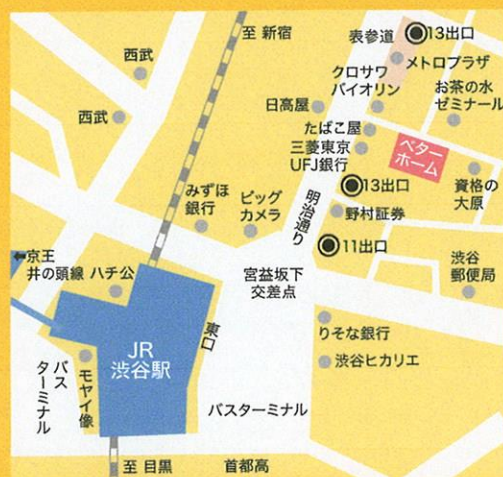 至 新宿
西武
西武
表参道
13出口
メトロプラザ
クロサワ
バイオリン
お茶の水
ゼミナール
日高屋
たばこ屋
三菱東京
UFJ銀行
ベター
ホーム
資格の
大原
13出口
野村証券
明治通り
みずほ
銀行
ビッグ
カメラ
11出口
渋谷
郵便局
京王
井の頭線
ハチ公
宮益坂下
交差点
東口
りそな銀行
JR
渋谷駅
渋谷ヒカリエ
モヤイ像
バス
ターミナル
バスターミナル
至 目黒
首都高